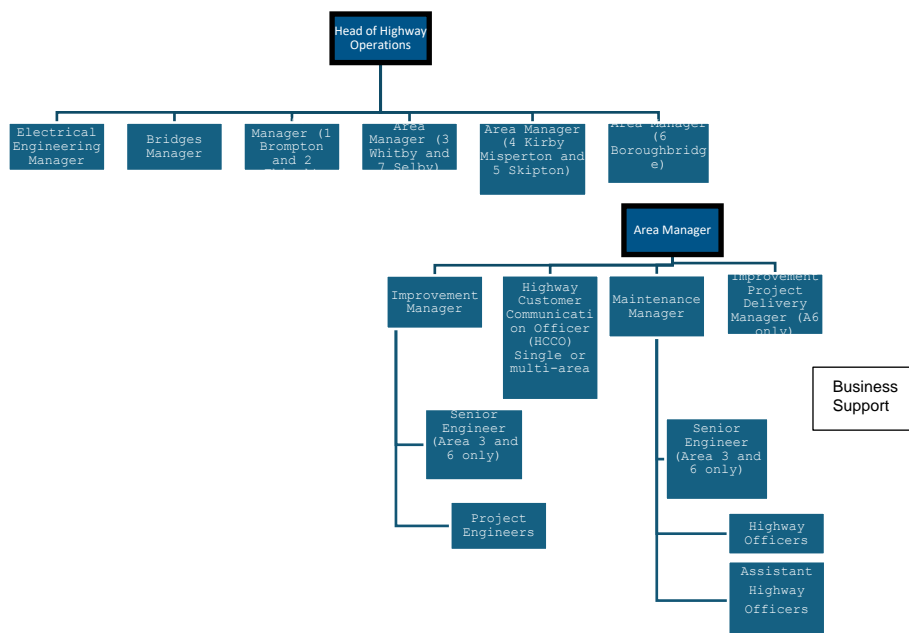 Head of Highway
Operations
Electrical
Engineering
Manager
Bridges
Manager
Manager (1
Brompton
and 2
Area
Manager (3
Whitby and
7 Selby)
Area Manager
(4 Kirby
Misperton and
5 Skipton)
Area Manager
(6
Boroughbridg
e)
Area Manager
Improvement
Manager
Highway
Customer
Communicati
on Officer
(HCCO)
Single or
multi-area
Maintenance
Manager
Improvement
Project
Delivery
Manager (A6
only)
Business
Support
Senior
Engineer
(Area 3 and
6 only)
Senior
Engineer
(Area 3 and
6 only)
Project
Engineers
Highway
Officers
Assistant
Highway
Officers